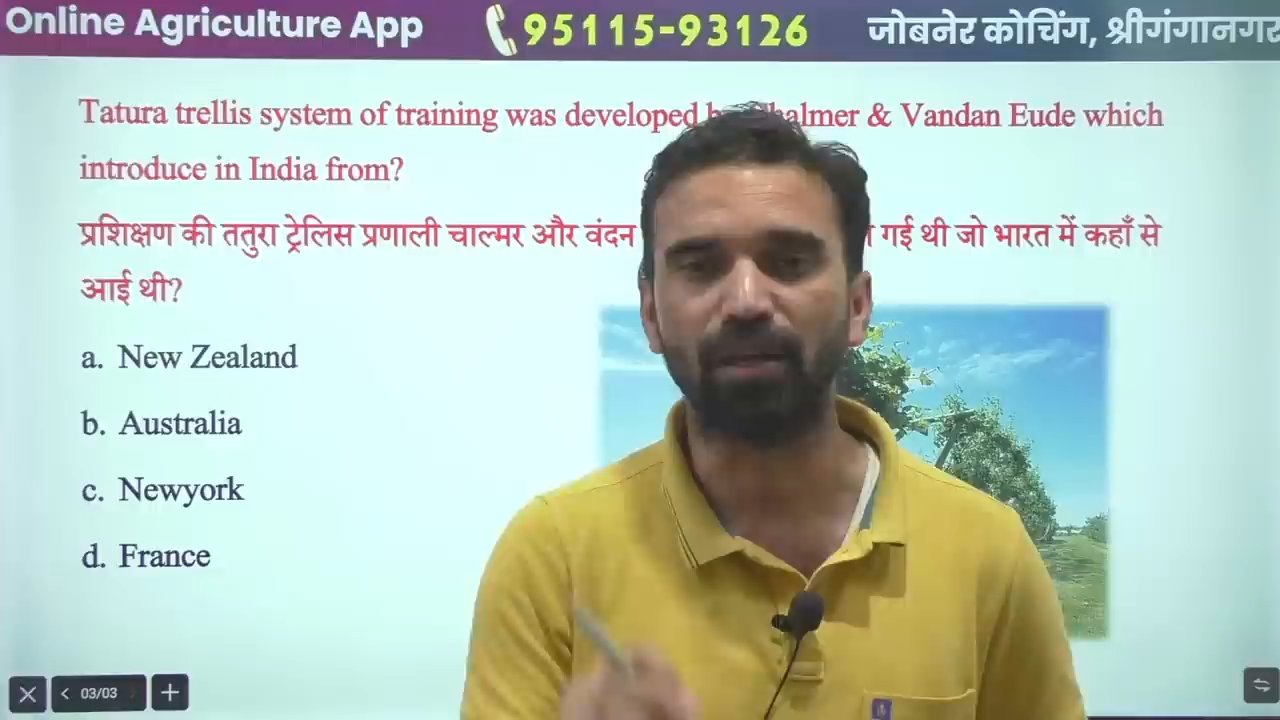 Online Agriculture App
95115-93126
जोबनेर कोचिंग, श्रीगंगानगर
Tatura trellis system of training was developed & Vandan Eude which
introduce in India from?
प्रशिक्षण की ततुरा ट्रेलिस प्रणाली चाल्मर और वंदन गई थी जो भारत में कहाँ से
आई थी?
a. New Zealand
b. Australia
c. Newyork
d. France
03/03